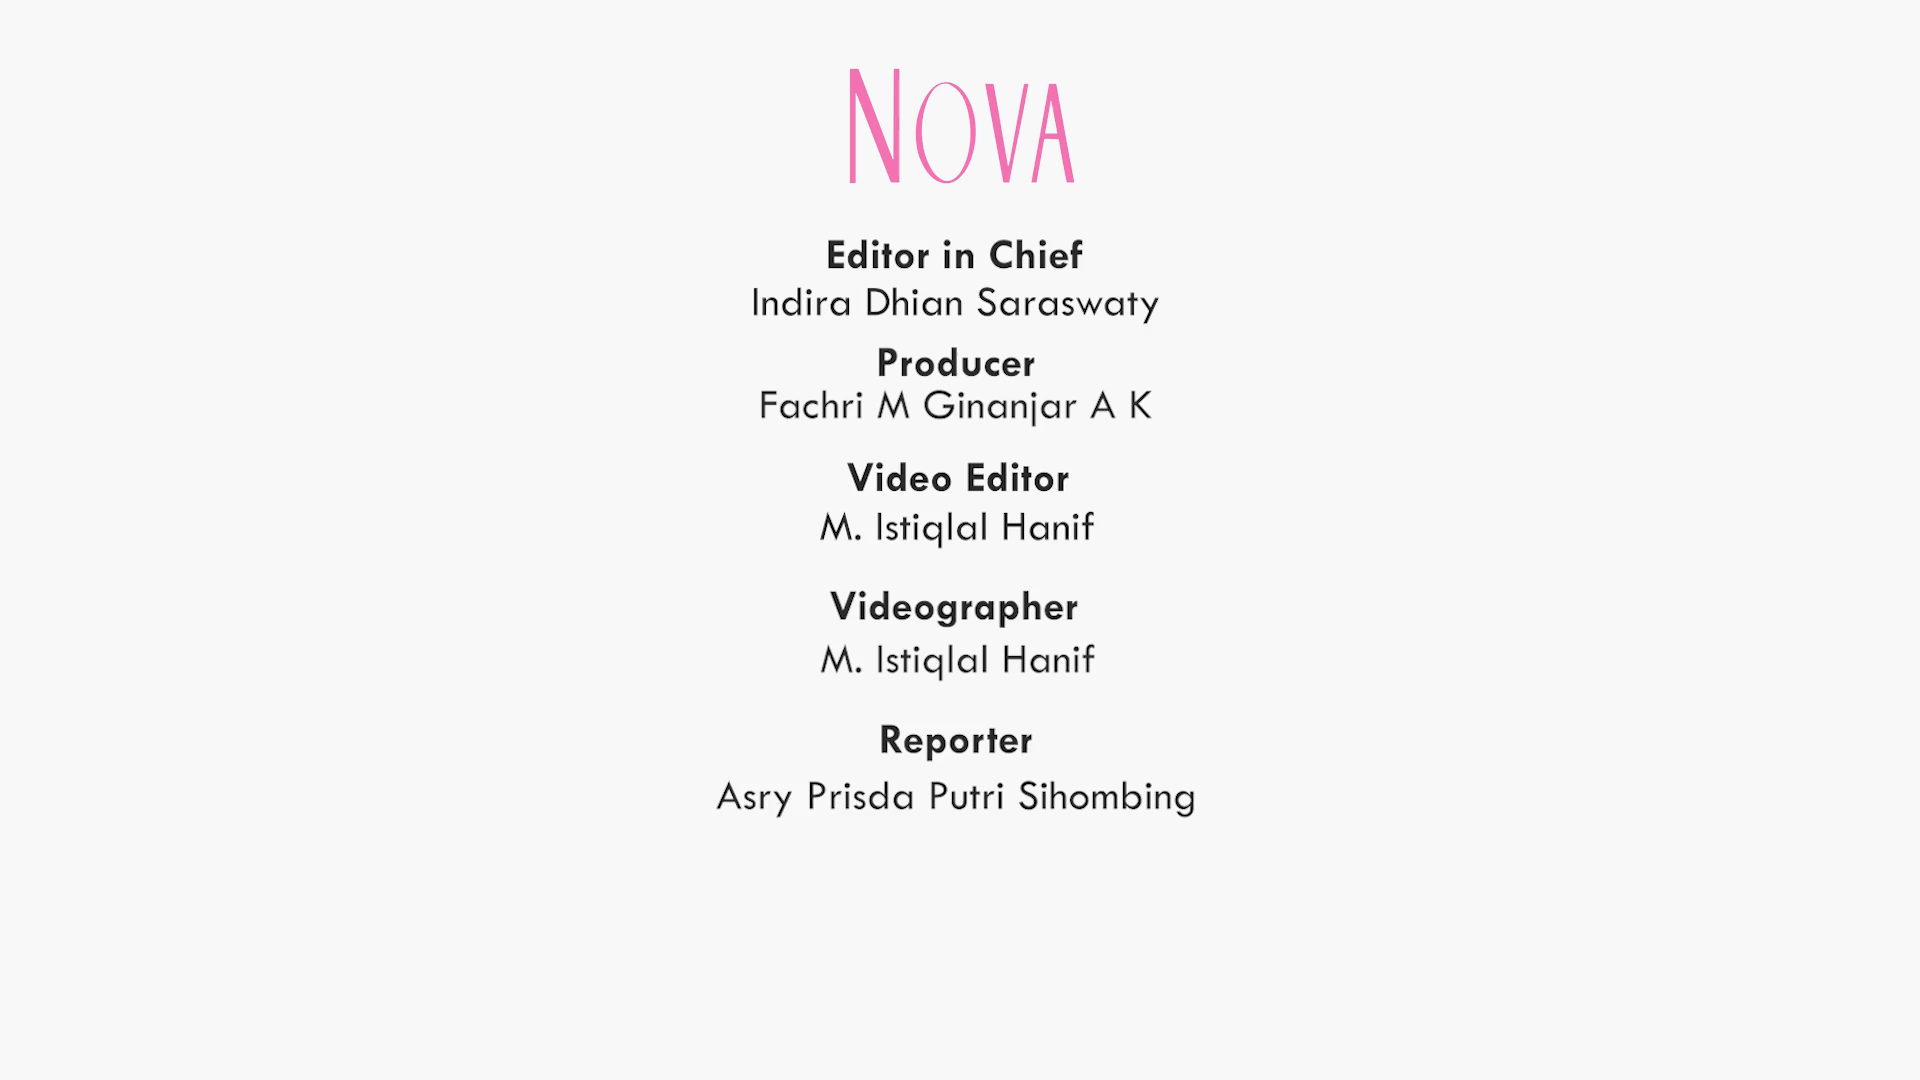 NOVA
Editor in Chief
Indira Dhian Saraswaty
Producer
Fachri M Ginanjar A K
Video Editor
M. Istiqlal Hanif
Videographer
M. Istiqlal Hanif
Reporter
Asry Prisda Putri Sihombing